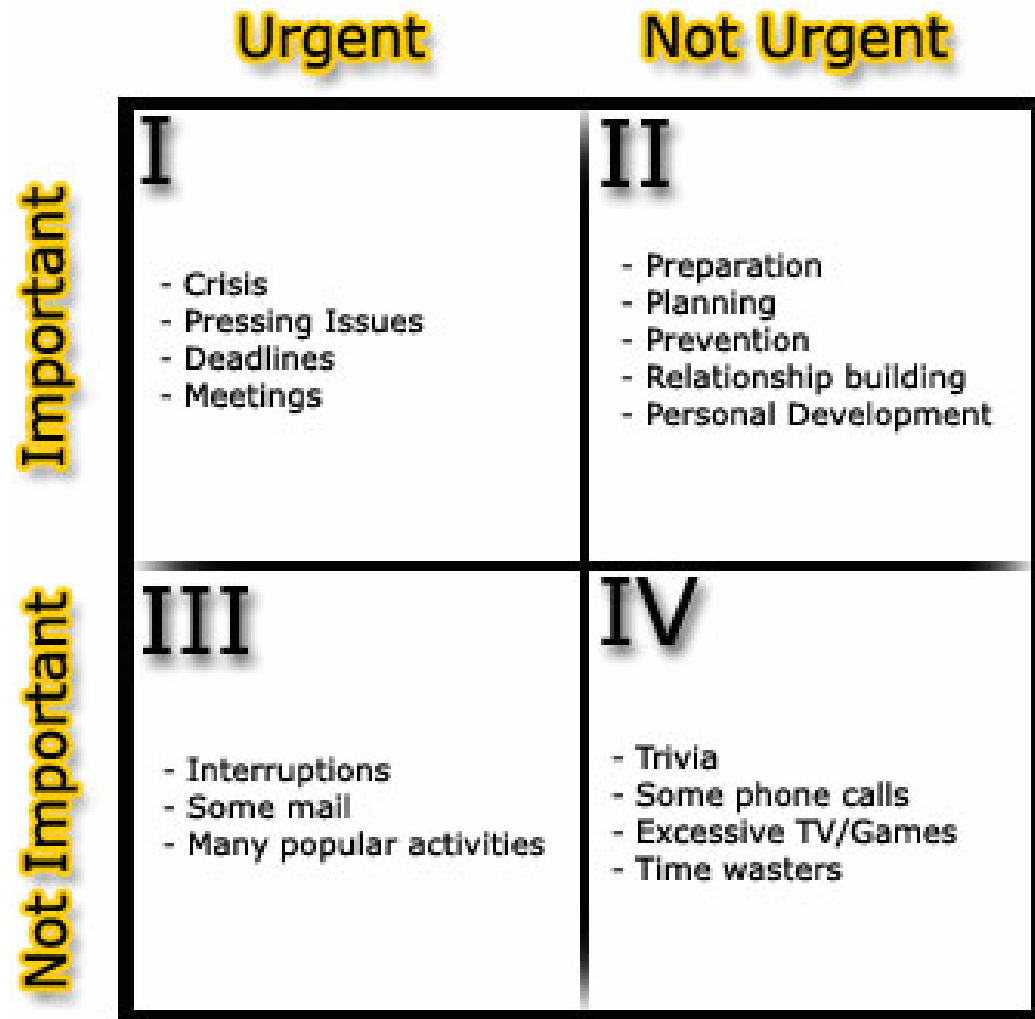 Urgent
Not Urgent
Important
I
- Crisis
- Pressing Issues
- Deadlines
- Meetings
II
- Preparation
- Planning
- Prevention
- Relationship building
- Personal Development
Not Important
III
- Interruptions
- Some mail
- Many popular activities
IV
- Trivia
- Some phone calls
- Excessive TV/Games
- Time wasters